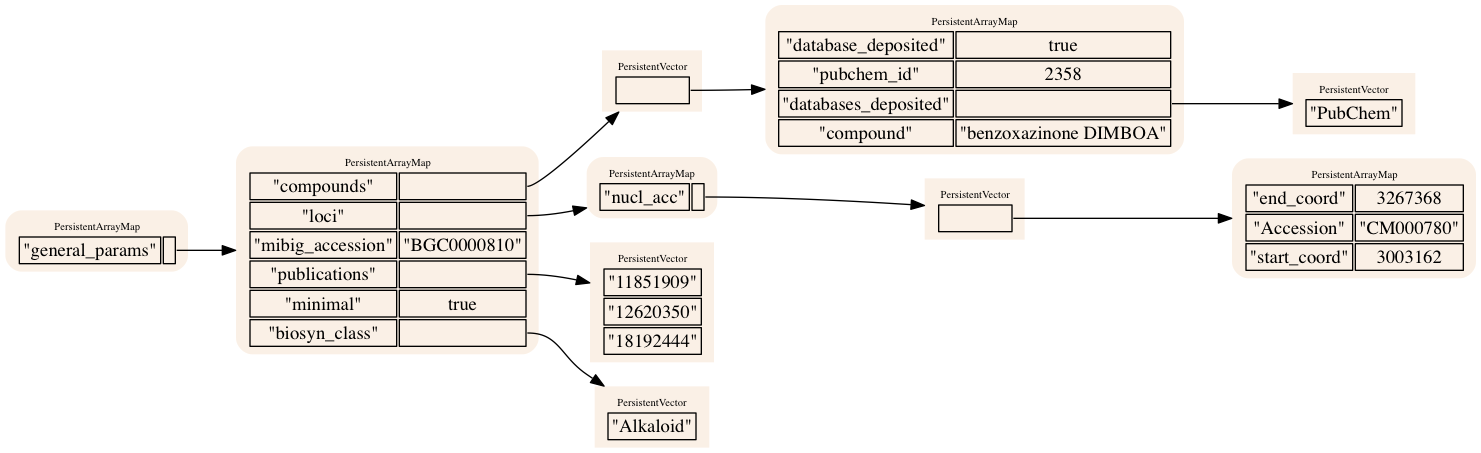 PersistentArrayMap
"general_params"
PersistentArrayMap
"compounds"
"loci"
"mibig_accession" "BGC0000810"
"publications"
"minimal" true
"biosyn_class"
PersistentVector
PersistentArrayMap
"database_deposited" true
"pubchem_id" 2358
"databases_deposited"
"compound" "benzoxazinone DIMBOA"
PersistentVector
"PubChem"
PersistentArrayMap
"nucl_acc"
PersistentVector
PersistentArrayMap
"end_coord" 3267368
"Accession" "CM000780"
"start_coord" 3003162
PersistentVector
"11851909"
"12620350"
"18192444"
PersistentVector
"Alkaloid"